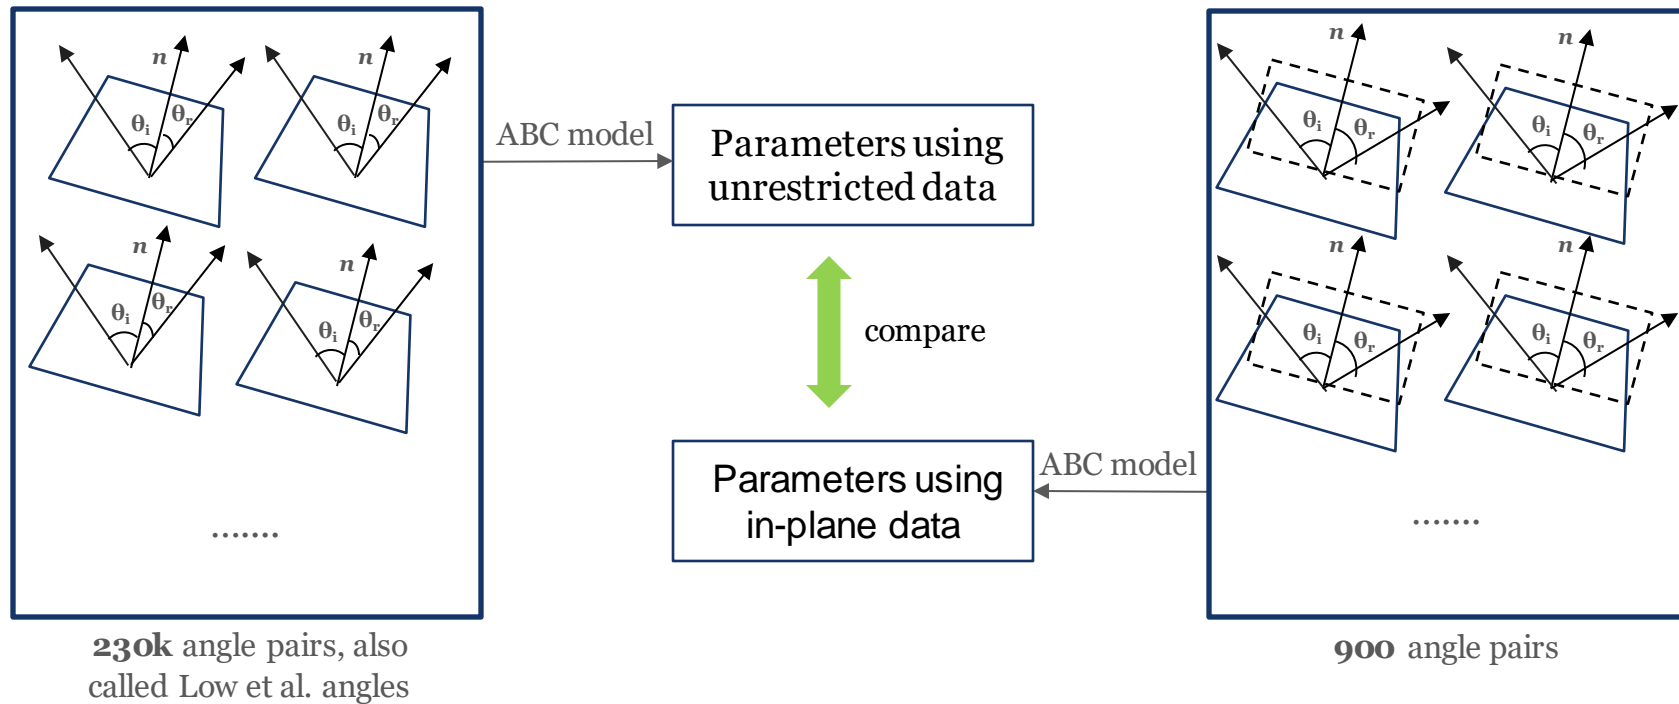 n
θi
θr
n
θi
θr
n
θi
θr
n
θi
θr
.......
230k angle pairs, also
called Low et al. angles
ABC model
Parameters using
unrestricted data
compare
Parameters using
in-plane data
ABC model
n
θi
θr
n
θi
θr
n
θi
θr
n
θi
θr
.......
900 angle pairs